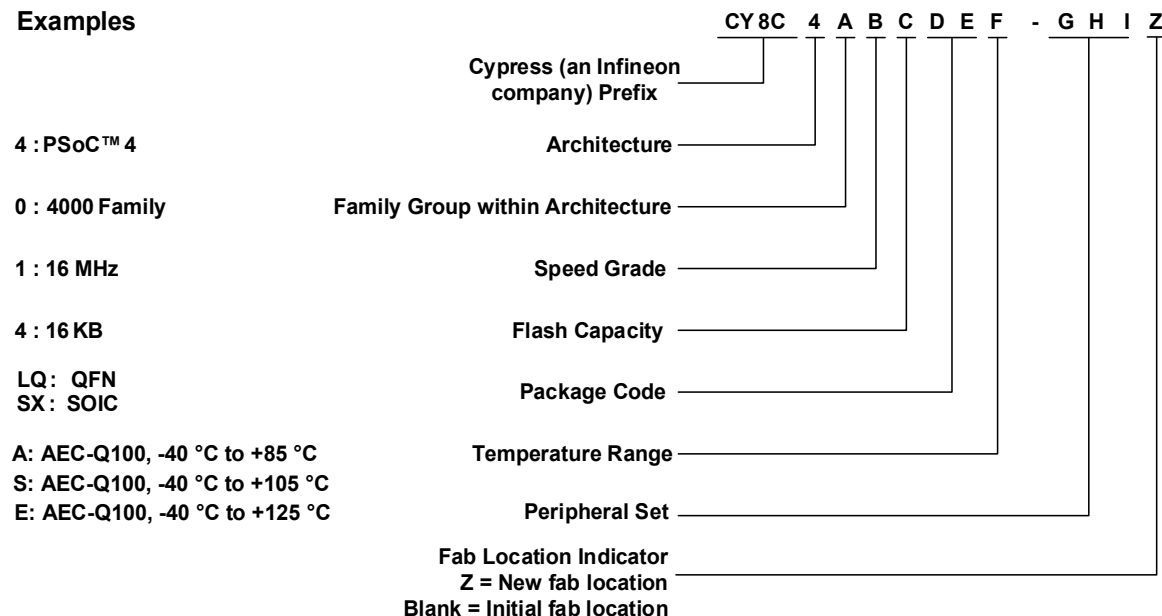 Examples CY8C 4 A B C D E F - G H I Z
Cypress (an Infineon
company) Prefix
4 : PSoC™ 4 Architecture
0 : 4000 Family Family Group within Architecture
1 : 16 MHz Speed Grade
4 : 16 KB Flash Capacity
LQ : QFN
SX : SOIC
Package Code
A: AEC-Q100, -40 °C to +85 °C Temperature Range
S: AEC-Q100, -40 °C to +105 °C
E: AEC-Q100, -40 °C to +125 °C Peripheral Set
Fab Location Indicator
Z = New fab location
Blank = Initial fab location